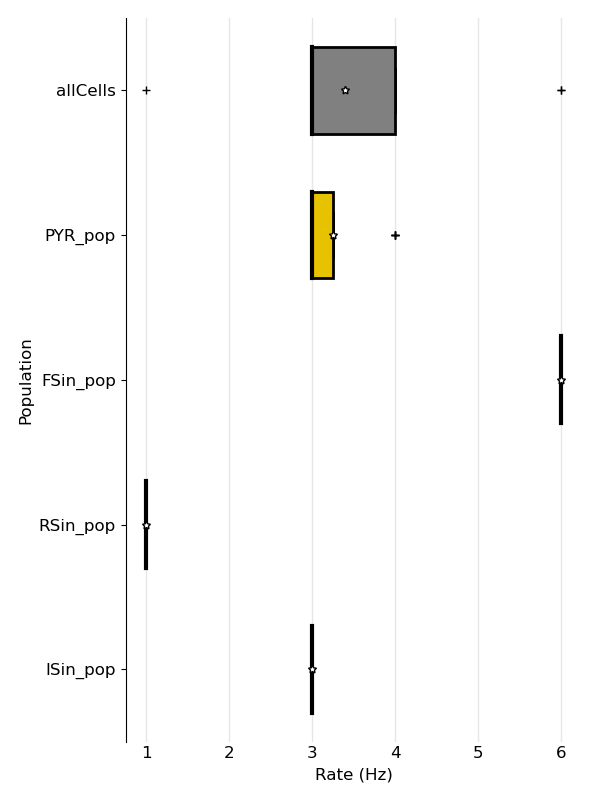 allCells
PYR_pop
FSin_pop
RSin_pop
ISin_pop
Population
1 2 3 4 5 6
Rate (Hz)